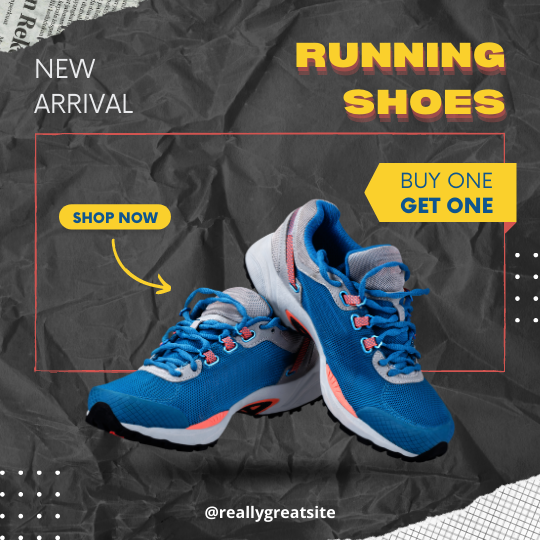 NEW
ARRIVAL
RUNNING
SHOES
BUY ONE
GET ONE
SHOP NOW
@reallygreatsite